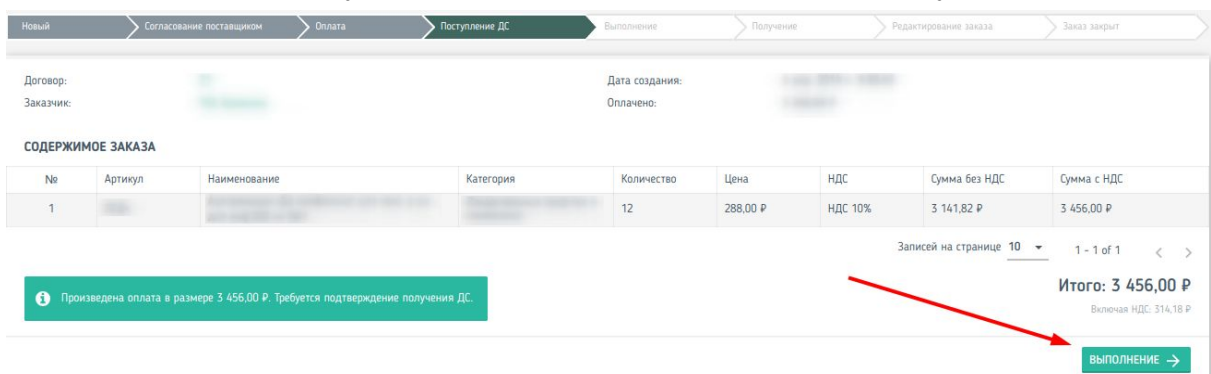 Новый Согласование поставщиком Оплата Поступление ДС Выполнение Получение Редактирование заказа Заказ закрыт
Договор: Дата создания:
Заказчик: Оплачено:
СОДЕРЖИМОЕ ЗАКАЗА
№ Артикул Наименование Категория Количество Цена НДС Сумма без НДС Сумма с НДС
1 12 288,00 ₽ НДС 10% 3 141,82 ₽ 3 456,00 ₽
Записей на странице 10 1 - 1 of 1
Произведена оплата в размере 3 456,00 ₽. Требуется подтверждение получения ДС.
Итого: 3 456,00 ₽
Включая НДС: 314,18 ₽
ВЫПОЛНЕНИЕ